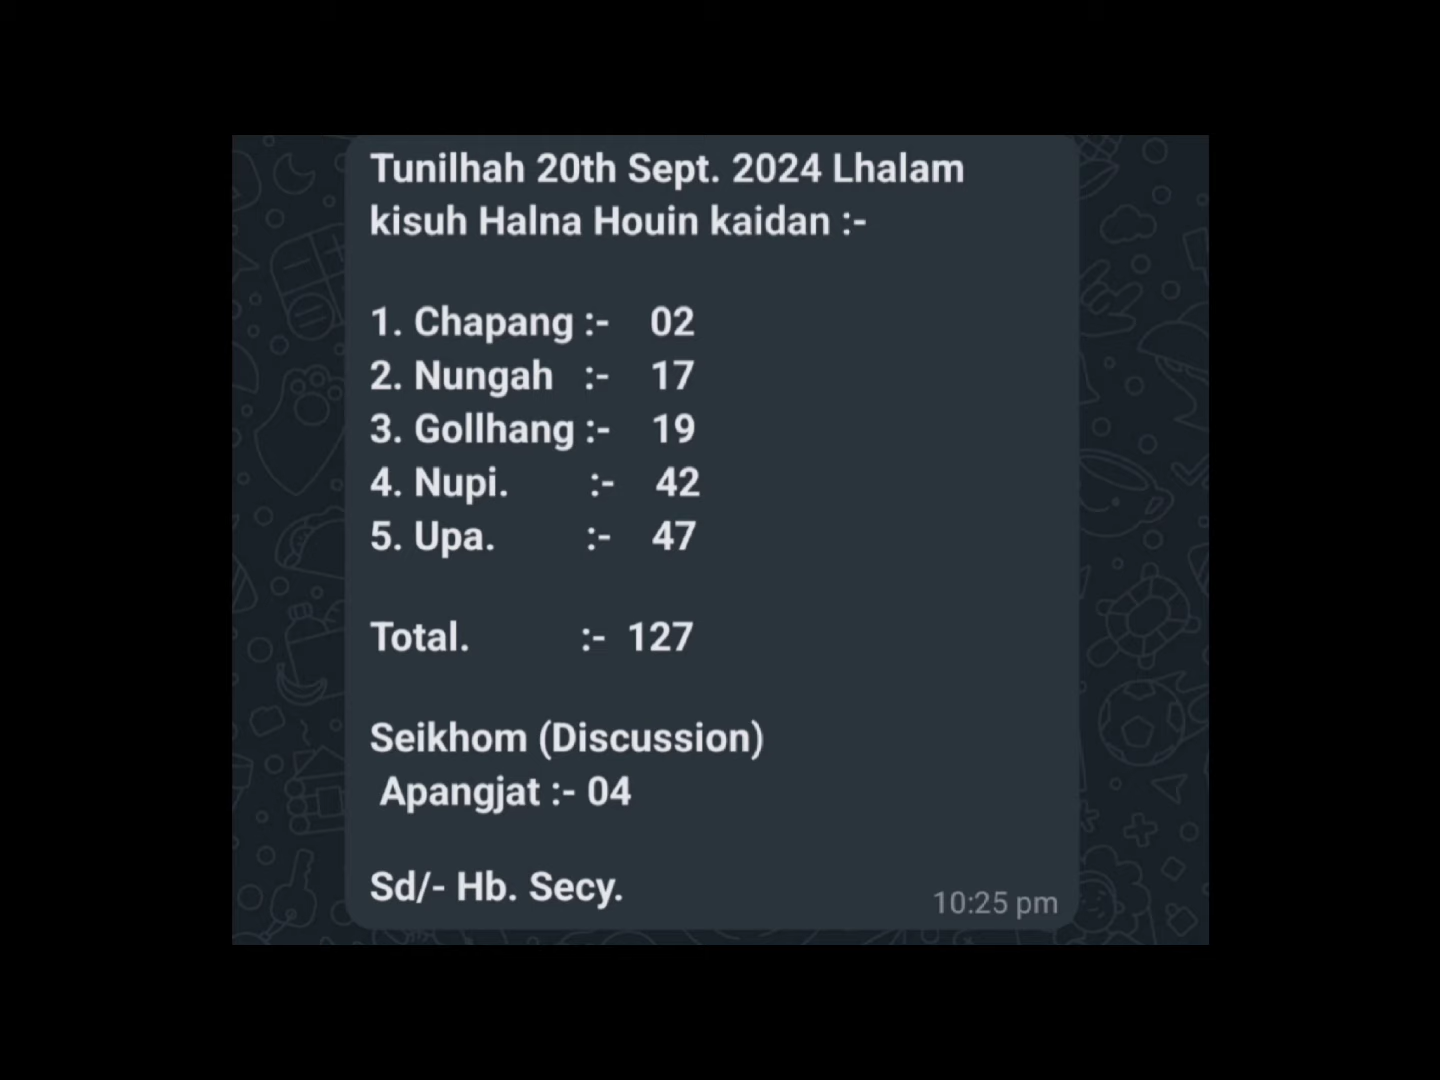 Tunilhah 20th Sept. 2024 Lhalam
kisuh Halna Houin kaidan :-
1. Chapang :- 02
2. Nungah :- 17
3. Gollhang :- 19
4. Nupi. :- 42
5. Upa. :- 47
Total. :- 127
Seikhom (Discussion)
Apangjat :- 04
Sd/- Hb. Secy.
10:25 pm